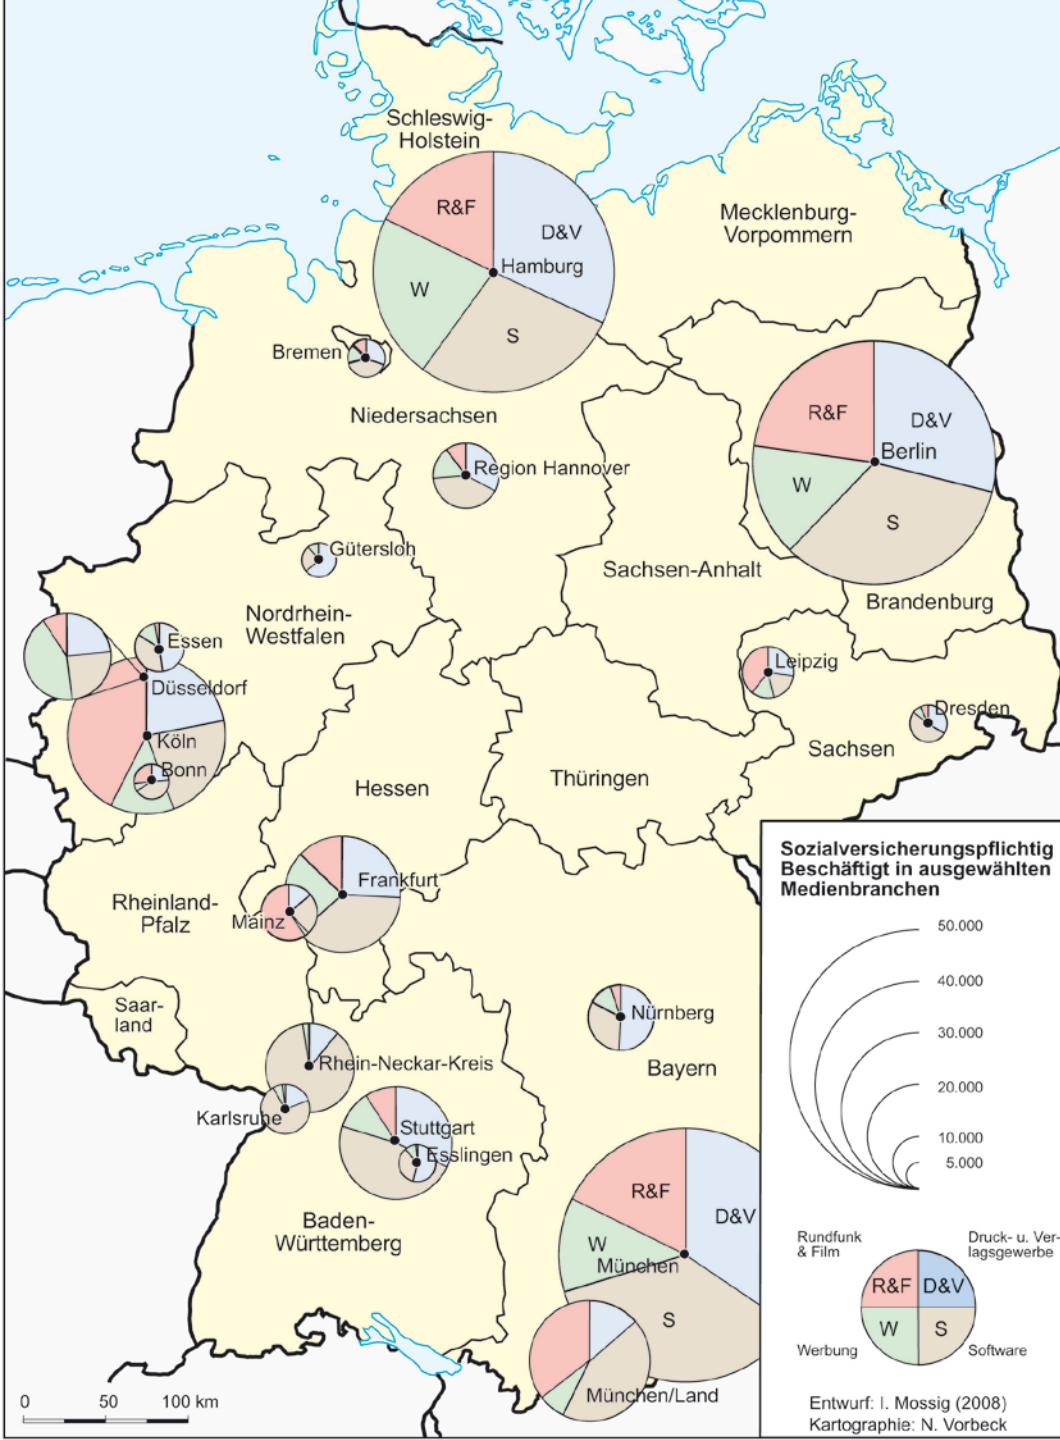 Schleswig-
Holstein
R&F
D&V
Hamburg
W
S
Mecklenburg-
Vorpommern
Bremen
Niedersachsen
Region Hannover
R&F
D&V
Berlin
W
S
Gütersloh
Sachsen-Anhalt
Brandenburg
Nordrhein-
Westfalen
Essen
Düsseldorf
Köln
Bonn
Leipzig
Dresden
Sachsen
Hessen
Thüringen
Frankfurt
Mainz
Rheinland-
Pfalz
Saar-
land
Nürnberg
Bayern
Rhein-Neckar-Kreis
Karlsruhe
Stuttgart
Esslingen
Baden-
Württemberg
R&F
D&V
W
München
S
München/Land
0 50 100 km
Sozialversicherungspflichtig
Beschäftigt in ausgewählten
Medienbranchen
50.000
40.000
30.000
20.000
10.000
5.000
Rundfunk
& Film
Druck- u. Ver-
lagsgewerbe
R&F D&V
W S
Werbung
Software
Entwurf: I. Mossig (2008)
Kartographie: N. Vorbeck